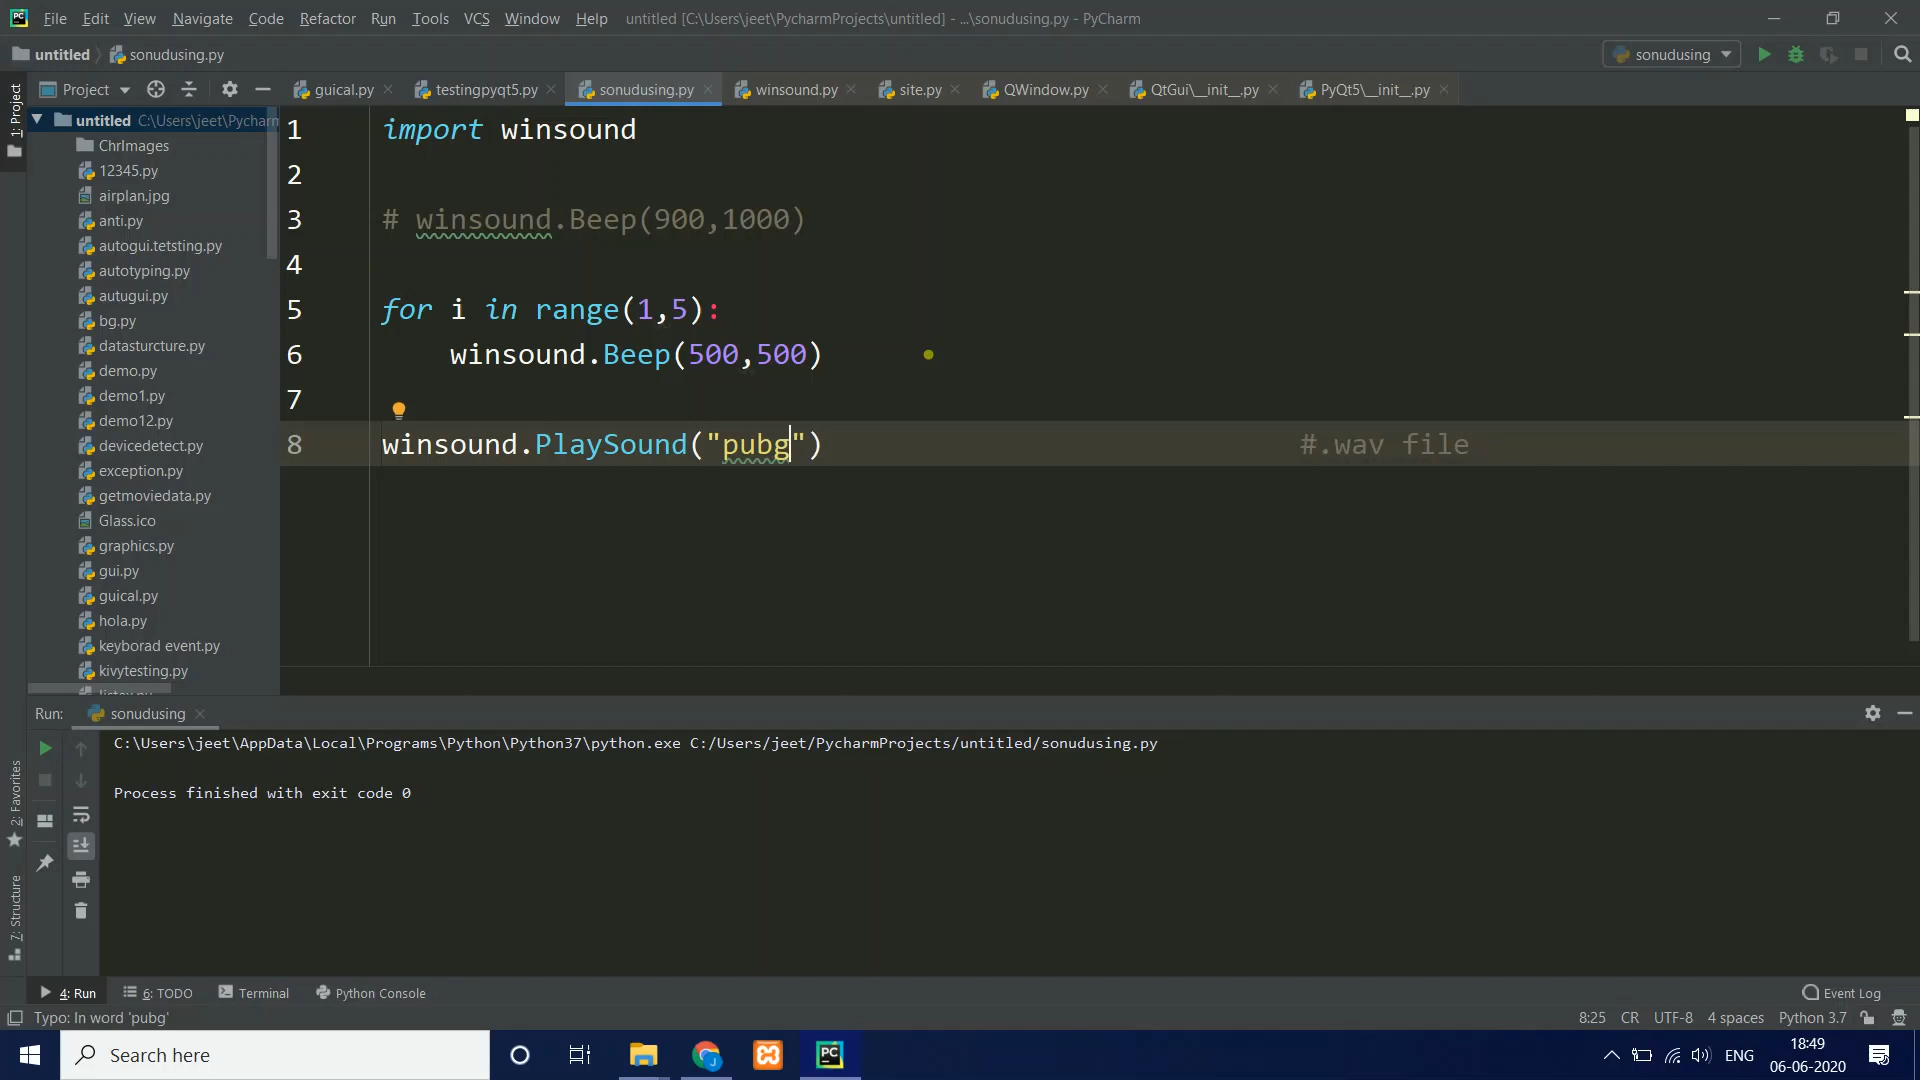 File Edit View Navigate Code Refactor Run Tools VCS Window Help untitled [C:\Users\jeet\PycharmProjects\untitled] - ...\sonudusing.py - PyCharm
untitled sonudusing.py sonudusing
Project guical.py testingpyqt5.py sonudusing.py winsound.py site.py QWindow.py QtGui\__init__.py PyQt5\__init__.py
1: Project
untitled C:\Users\jeet\Pycharm
ChrImages
12345.py
airplan.jpg
anti.py
autogui.tetsting.py
autotyping.py
autugui.py
bg.py
datasturcture.py
demo.py
demo1.py
demo12.py
devicedetect.py
exception.py
getmoviedata.py
Glass.ico
graphics.py
gui.py
guical.py
hola.py
keyborad event.py
kivytesting.py
1 import winsound
2
3 # winsound.Beep(900,1000)
4
5 for i in range(1,5):
6 winsound.Beep(500,500)
7
8 winsound.PlaySound("pubg") #.wav file
Run: sonudusing
C:\Users\jeet\AppData\Local\Programs\Python\Python37\python.exe C:/Users/jeet/PycharmProjects/untitled/sonudusing.py
Process finished with exit code 0
2: Favorites
7: Structure
4: Run 6: TODO Terminal Python Console Event Log
Typo: In word 'pubg' 8:25 CR UTF-8 4 spaces Python 3.7
Search here PC ENG 18:49
06-06-2020